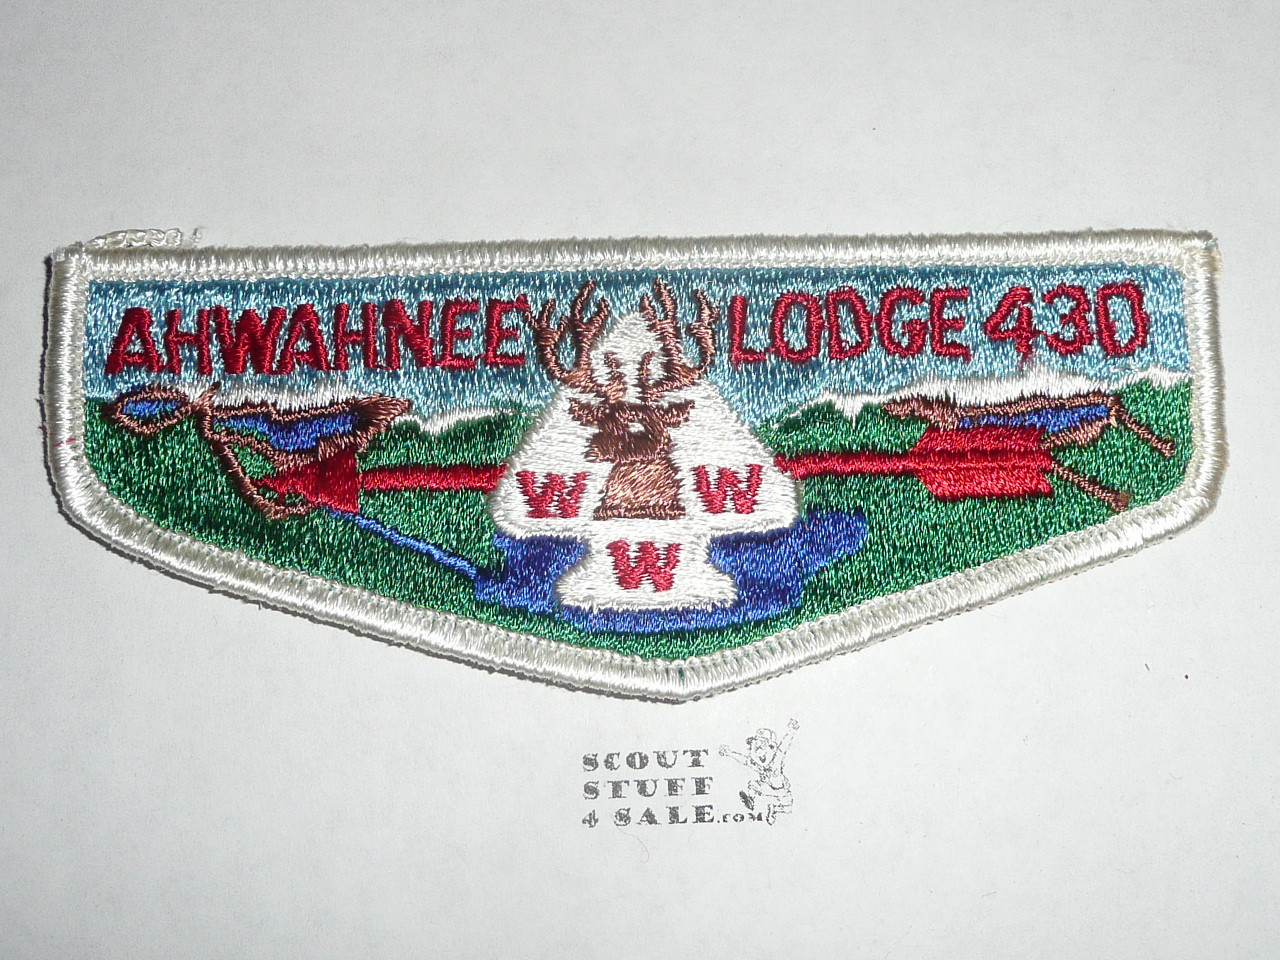 AHWAHNEE LODGE 430
W W
W
SCOUT
STUFF
4 SALE.com